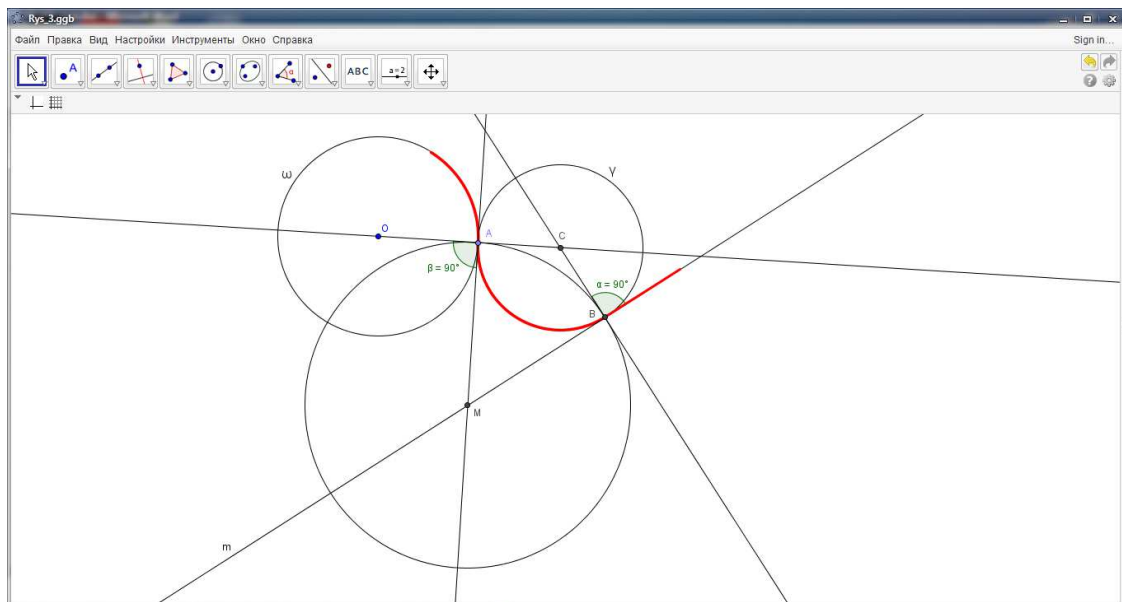 Rys_3.ggb
Файл Правка Вид Настройки Инструменты Окно Справка
Sign in...
A
α
ABC
a=2
ω
γ
O
A
C
β = 90°
α = 90°
B
M
m